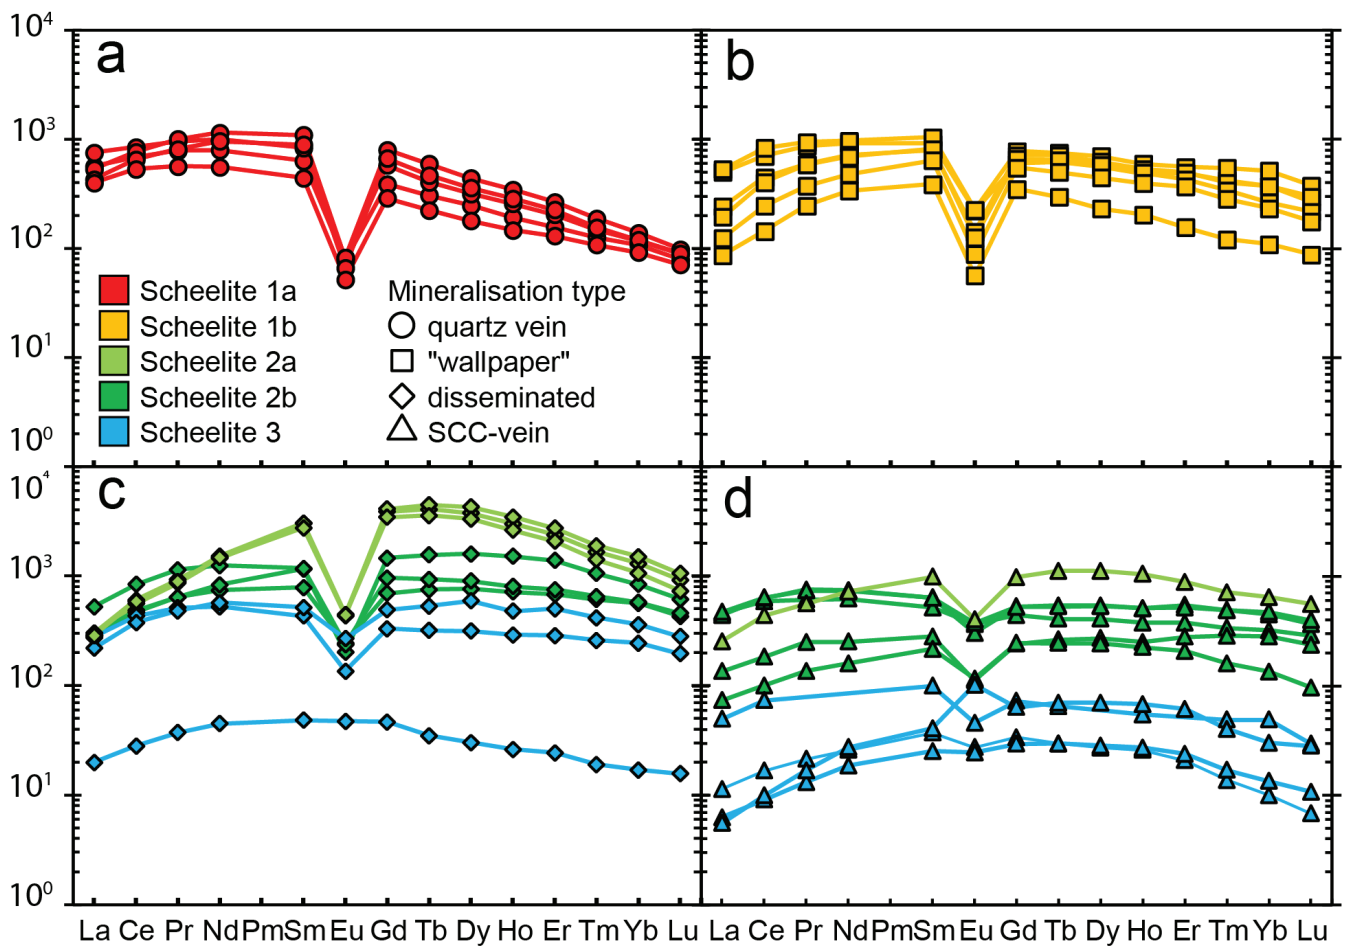 10⁴
a
b
10³
10²
Scheelite 1a
Mineralisation type
Scheelite 1b
quartz vein
10¹
Scheelite 2a
"wallpaper"
Scheelite 2b
disseminated
Scheelite 3
SCC-vein
10⁰
10⁴
c
d
10³
10²
10¹
10⁰
La Ce Pr Nd Pm Sm Eu Gd Tb Dy Ho Er Tm Yb Lu La Ce Pr Nd Pm Sm Eu Gd Tb Dy Ho Er Tm Yb Lu